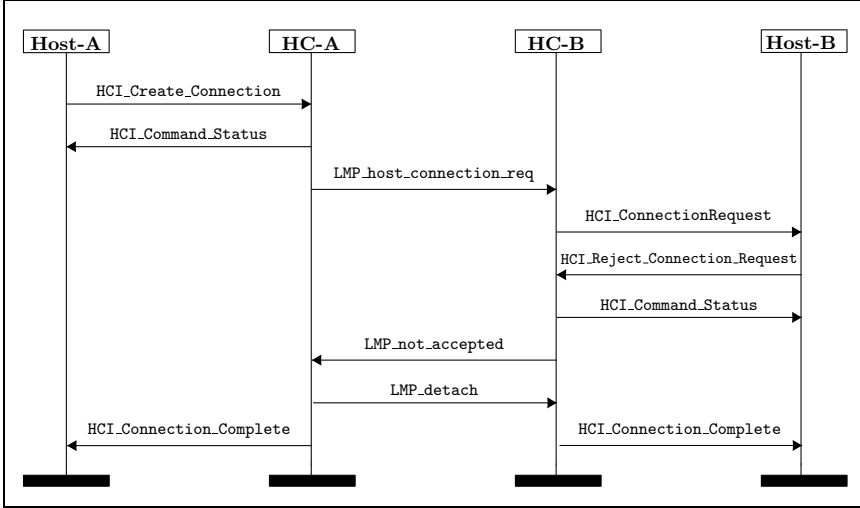 Host-A HC-A HC-B Host-B
HCI_Create_Connection
HCI_Command_Status
LMP_host_connection_req
HCI_ConnectionRequest
HCI_Reject_Connection_Request
HCI_Command_Status
LMP_not_accepted
LMP_detach
HCI_Connection_Complete HCI_Connection_Complete